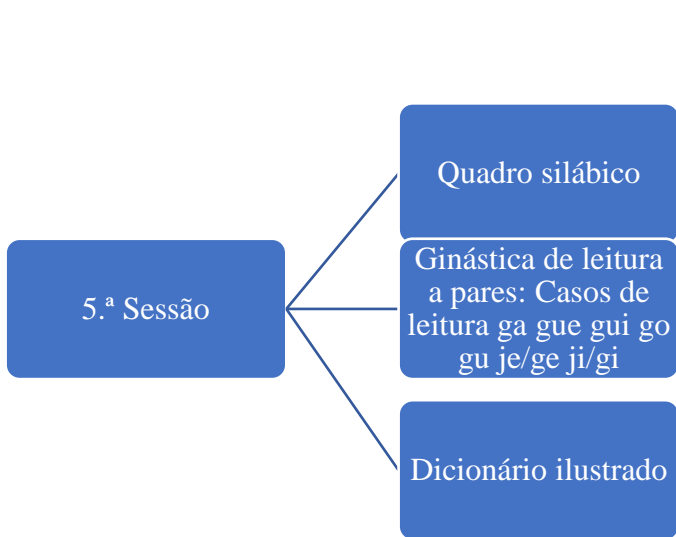 5.ª Sessão
Quadro silábico
Ginástica de leitura
a pares: Casos de
leitura ga gue gui go
gu je/ge ji/gi
Dicionário ilustrado